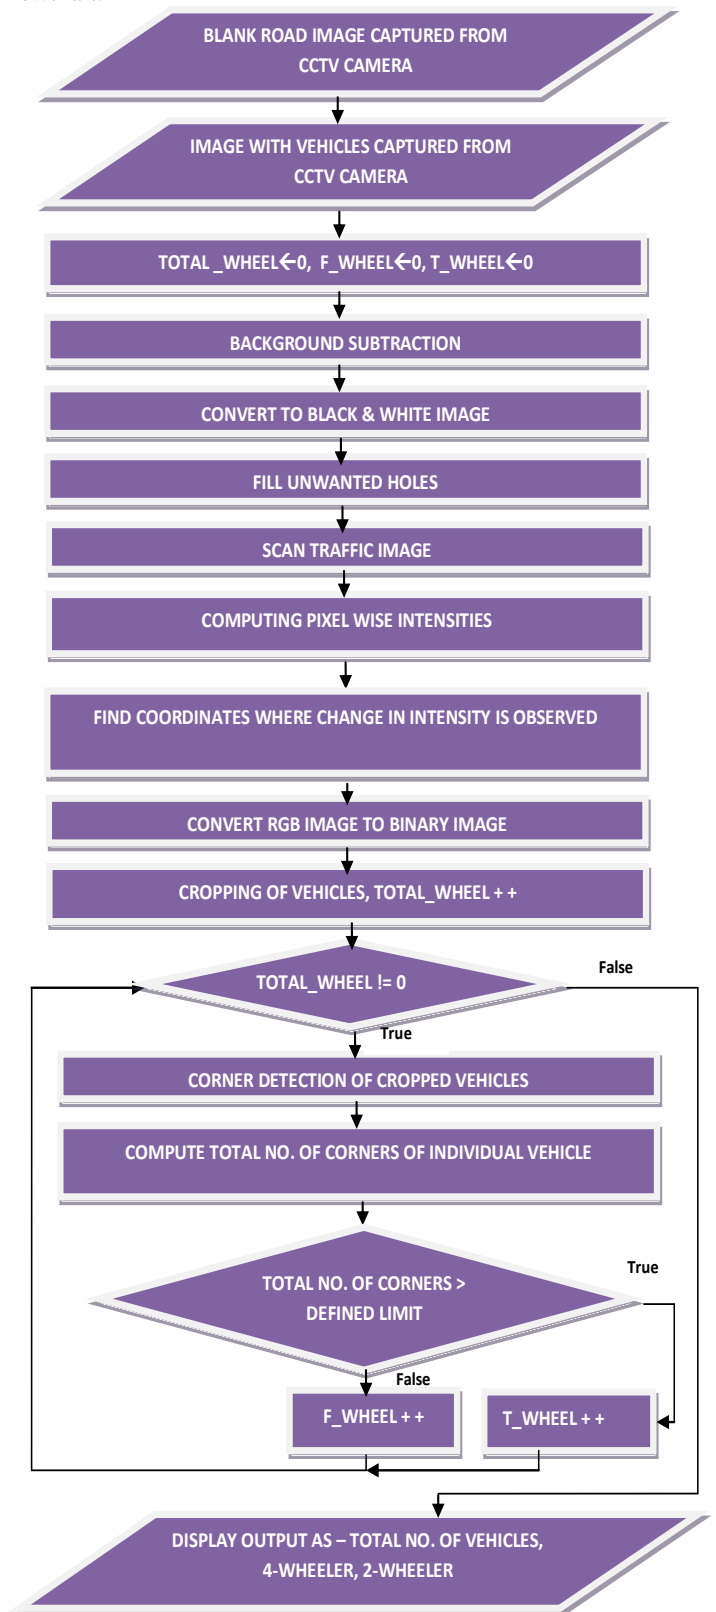 BLANK ROAD IMAGE CAPTURED FROM
CCTV CAMERA
IMAGE WITH VEHICLES CAPTURED FROM
CCTV CAMERA
TOTAL _WHEEL←0, F_WHEEL←0, T_WHEEL←0
BACKGROUND SUBTRACTION
CONVERT TO BLACK & WHITE IMAGE
FILL UNWANTED HOLES
SCAN TRAFFIC IMAGE
COMPUTING PIXEL WISE INTENSITIES
FIND COORDINATES WHERE CHANGE IN INTENSITY IS OBSERVED
CONVERT RGB IMAGE TO BINARY IMAGE
CROPPING OF VEHICLES, TOTAL_WHEEL + +
TOTAL_WHEEL != 0
False
True
CORNER DETECTION OF CROPPED VEHICLES
COMPUTE TOTAL NO. OF CORNERS OF INDIVIDUAL VEHICLE
TOTAL NO. OF CORNERS >
DEFINED LIMIT
True
False
F_WHEEL + +
T_WHEEL + +
DISPLAY OUTPUT AS – TOTAL NO. OF VEHICLES,
4-WHEELER, 2-WHEELER